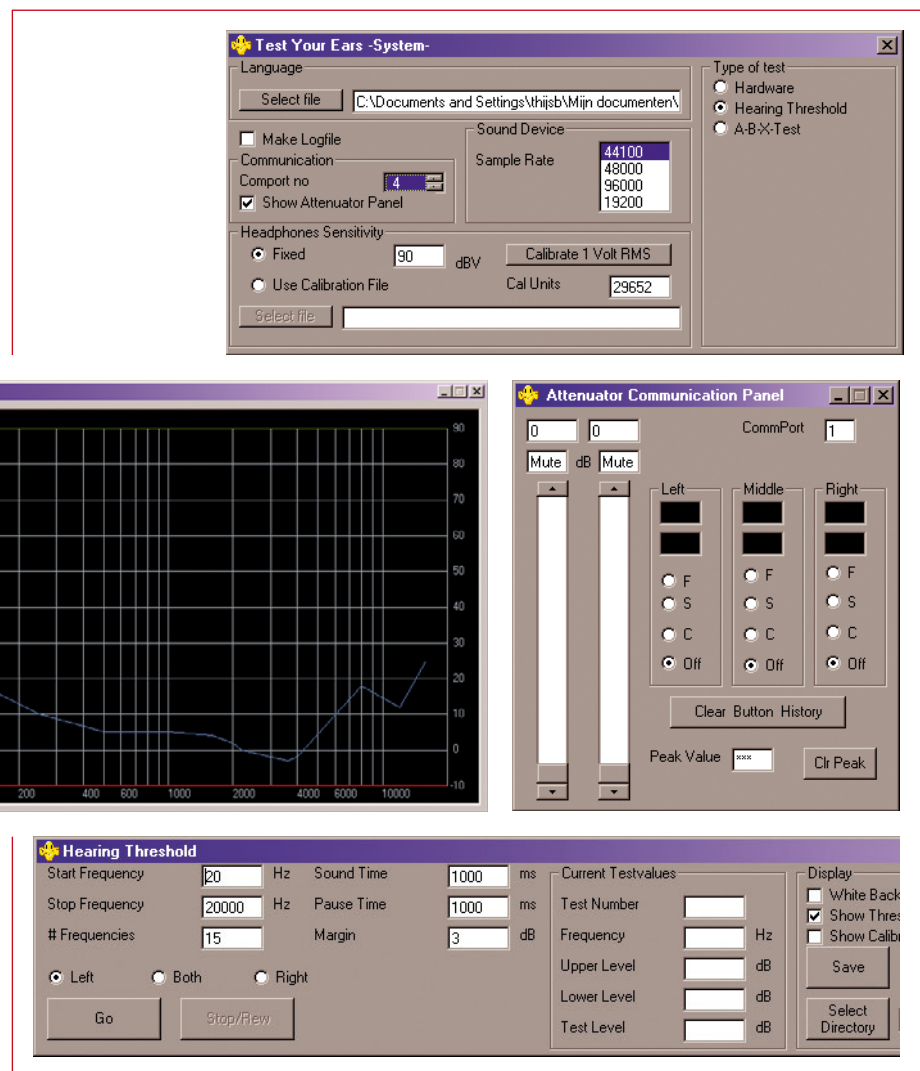 Test Your Ears -System-
Language
Select file C:\Documents and Settings\thijsb\Mijn documenten\
Make Logfile
Communication
Comport no 4
Show Attenuator Panel
Sound Device
Sample Rate 44100
48000
96000
19200
Headphones Sensitivity
Fixed 90 dBV Calibrate 1 Volt RMS
Use Calibration File Cal Units 29652
Select file
Type of test
Hardware
Hearing Threshold
A-B-X-Test
90
80
70
60
50
40
30
20
10
0
-10
200 400 600 1000 2000 4000 6000 10000
Attenuator Communication Panel
0 0 CommPort 1
Mute dB Mute
Left Middle Right
F F F
S S S
C C C
Off Off Off
Clear Button History
Peak Value *** Clr Peak
Hearing Threshold
Start Frequency 20 Hz Sound Time 1000 ms
Stop Frequency 20000 Hz Pause Time 1000 ms
# Frequencies 15 Margin 3 dB
Left Both Right
Go Stop/Rew
Current Testvalues
Test Number
Frequency Hz
Upper Level dB
Lower Level dB
Test Level dB
Display
White Back
Show Thres
Show Calibr
Save
Select
Directory